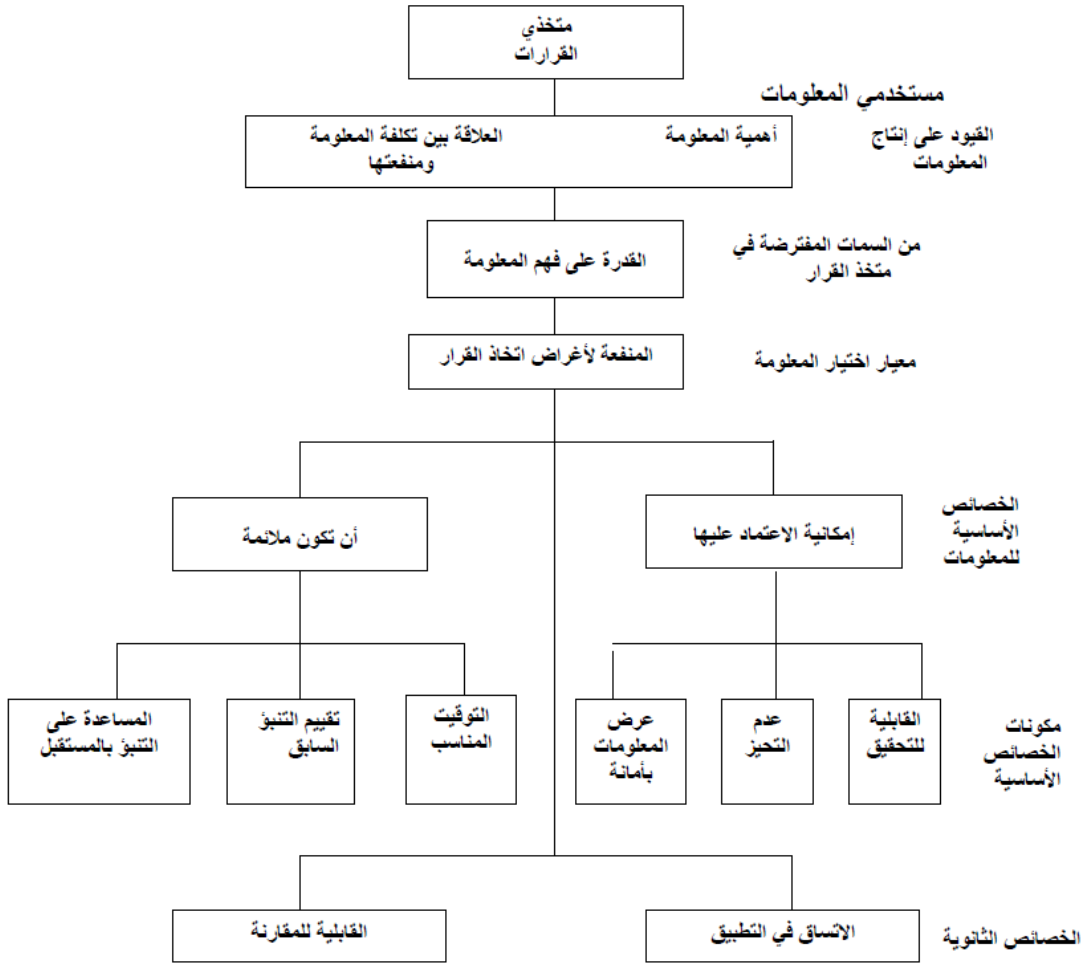 متخذي
القرارات
مستخدمي المعلومات
القيود على إنتاج
المعلومات
أهمية المعلومة
العلاقة بين تكلفة المعلومة
ومنفعتها
من السمات المفترضة في
متخذ القرار
القدرة على فهم المعلومة
معيار اختيار المعلومة
المنفعة لأغراض اتخاذ القرار
الخصائص
الأساسية
للمعلومات
إمكانية الاعتماد عليها
أن تكون ملائمة
مكونات
الخصائص
الأساسية
القابلية
للتحقيق
عدم
التحيز
عرض
المعلومات
بأمانة
التوقيت
المناسب
تقييم التنبؤ
السابق
المساعدة على
التنبؤ بالمستقبل
الخصائص الثانوية
الاتساق في التطبيق
القابلية للمقارنة